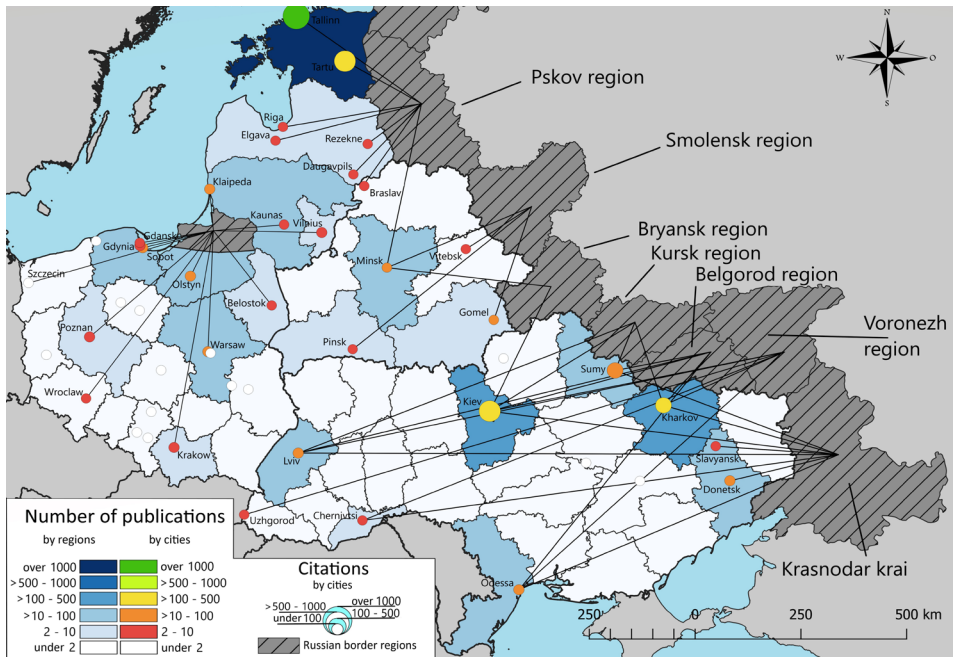 Tallinn
N
Tartu
W
O
S
Pskov region
Riga
Elgava
Rezekne
Smolensk region
Daugavpils
Braslav
Klaipeda
Kaunas
Vilnius
Gdansk
Gdynia
Sopot
Bryansk region
Kursk region
Belgorod region
Minsk
Vitebsk
Szczecin
Olstyn
Belostok
Gomel
Voronezh
region
Poznan
Pinsk
Warsaw
Sumy
Wroclaw
Kiev
Kharkov
Krakow
Lviv
Slavyansk
Donetsk
Uzhgorod
Chernivtsi
Krasnodar krai
Odessa
Number of publications
by regions
by cities
over 1000
over 1000
>500 - 1000
>500 - 1000
>100 - 500
>100 - 500
>10 - 100
>10 - 100
2 - 10
2 - 10
under 2
under 2
Citations
by cities
>500 - 1000
over 1000
under 100
100 - 500
Russian border regions
250
0
250
500 km